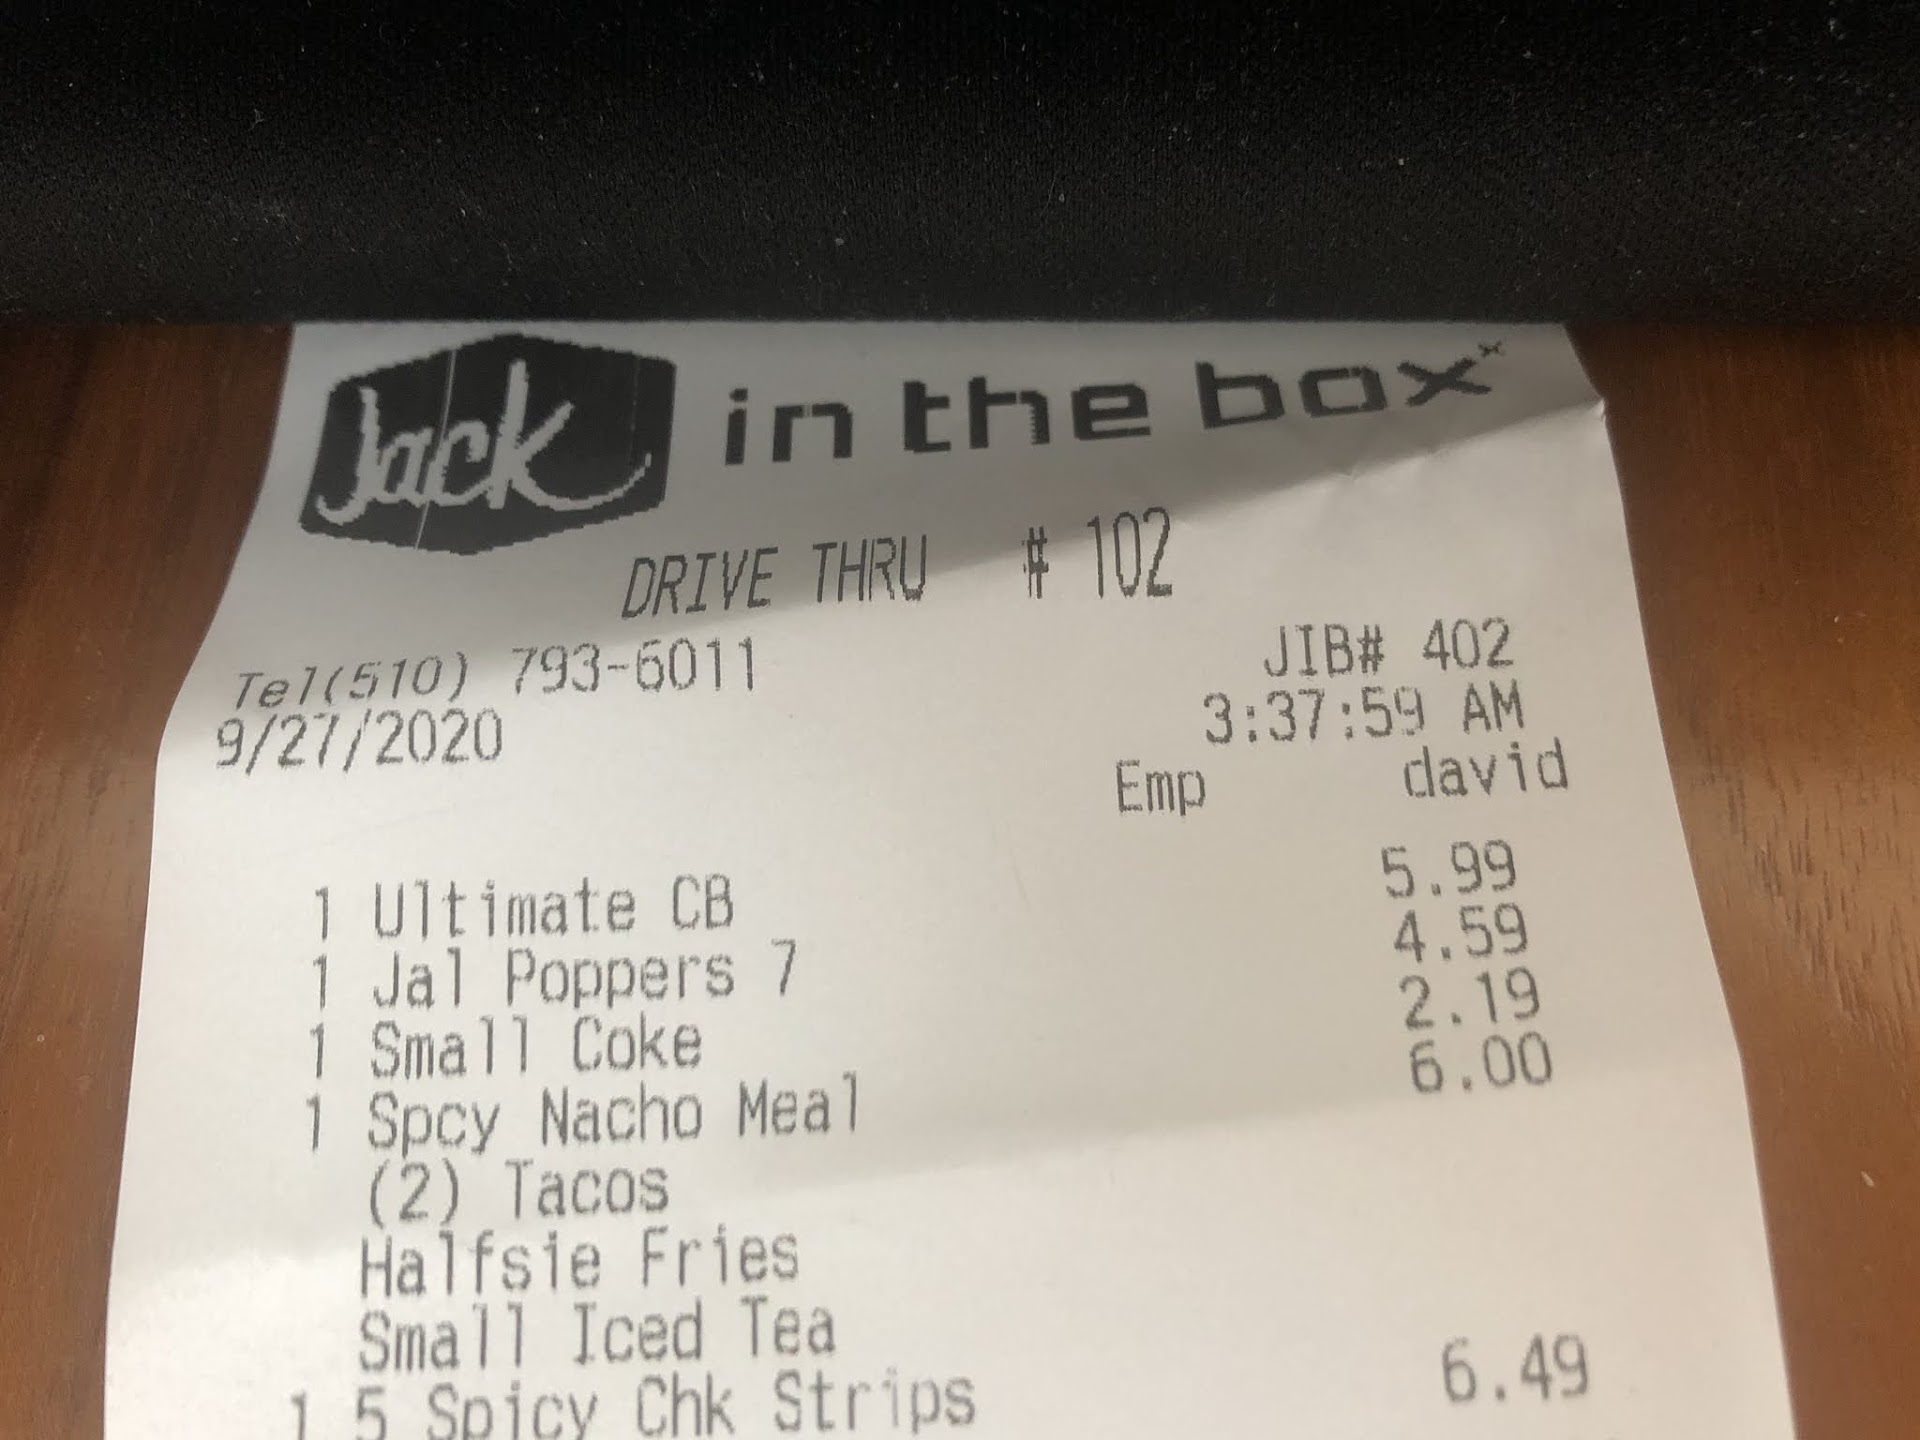 Jack in the box
DRIVE THRU # 102
Tel(510) 793-6011 JIB# 402
9/27/2020 3:37:59 AM
Emp david
1 Ultimate CB 5.99
1 Jal Poppers 7 4.59
1 Small Coke 2.19
1 Spcy Nacho Meal 6.00
(2) Tacos
Halfsie Fries
Small Iced Tea
1 5 Spicy Chk Strips 6.49